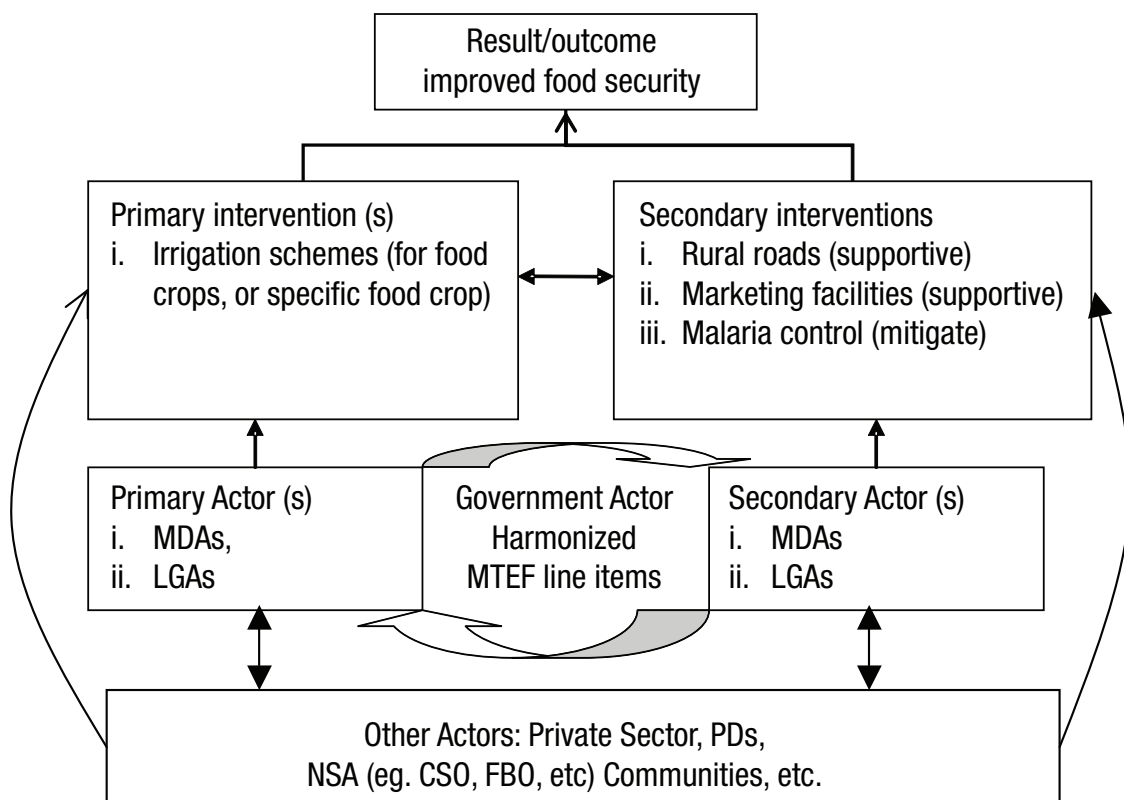 Result/outcome
improved food security
Primary intervention (s)
i. Irrigation schemes (for food
crops, or specific food crop)
Secondary interventions
i. Rural roads (supportive)
ii. Marketing facilities (supportive)
iii. Malaria control (mitigate)
Primary Actor (s)
i. MDAs,
ii. LGAs
Government Actor
Harmonized
MTEF line items
Secondary Actor (s)
i. MDAs
ii. LGAs
Other Actors: Private Sector, PDs,
NSA (eg. CSO, FBO, etc) Communities, etc.